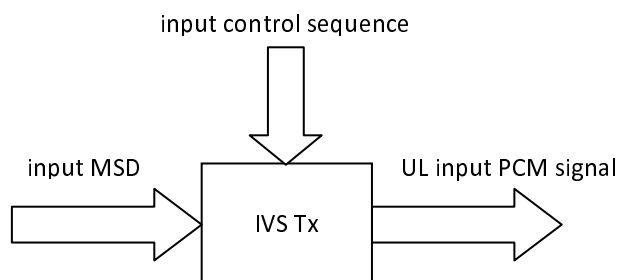 input control sequence
input MSD
UL input PCM signal
IVS Tx